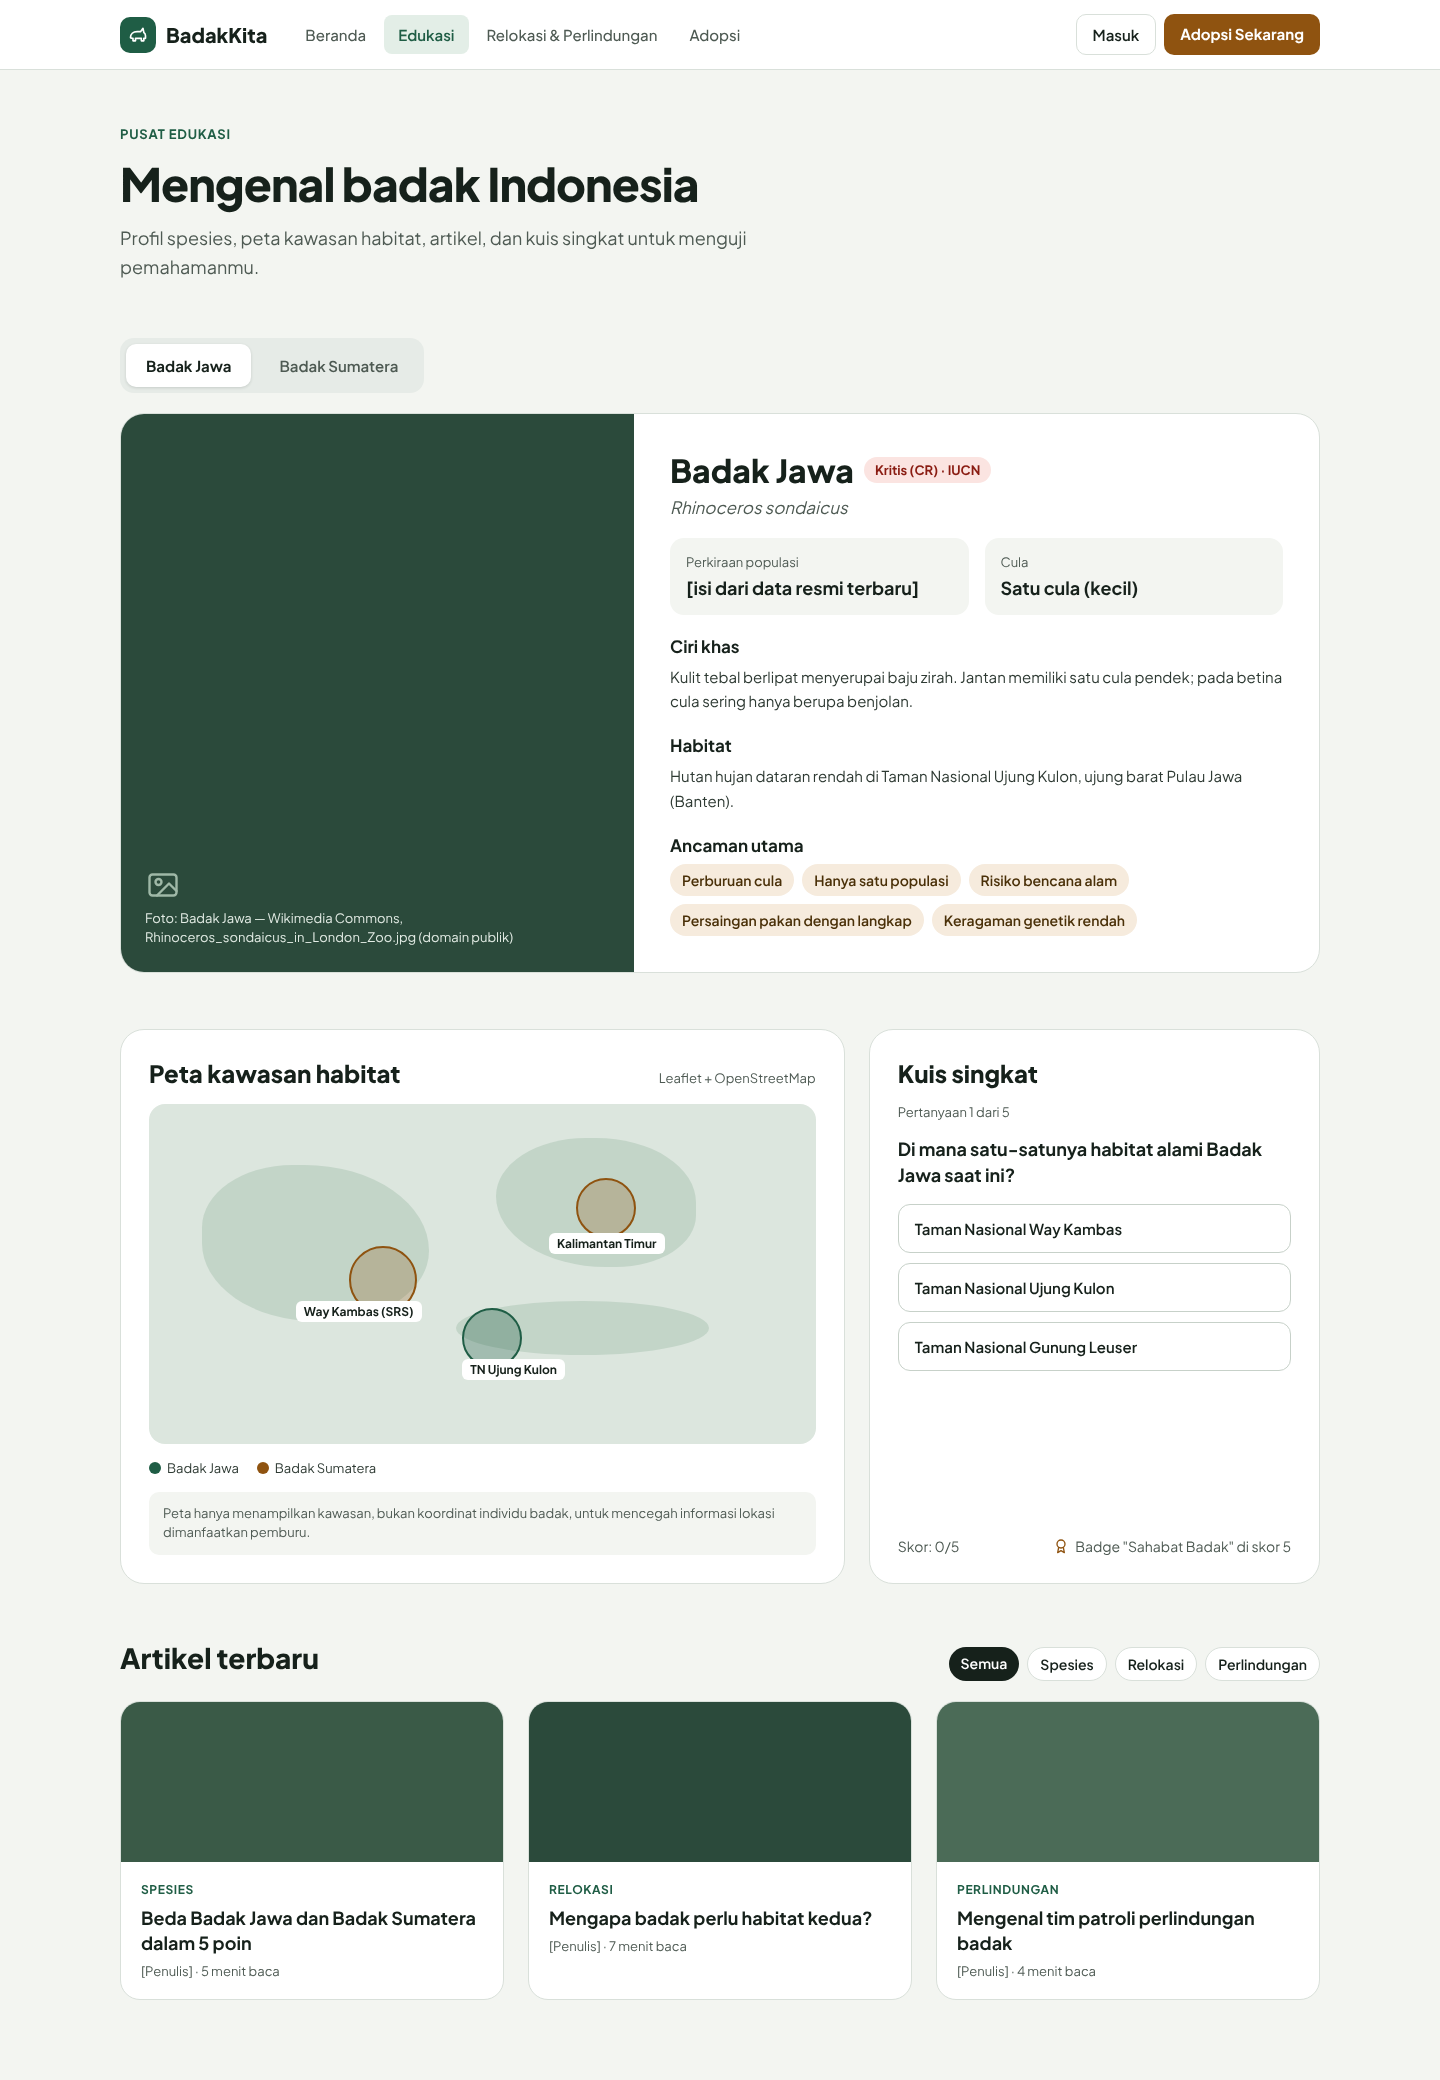 BadakKita
Beranda
Edukasi
Relokasi & Perlindungan
Adopsi
Masuk
Adopsi Sekarang
PUSAT EDUKASI
Mengenal badak Indonesia
Profil spesies, peta kawasan habitat, artikel, dan kuis singkat untuk menguji
pemahamanmu.
Badak Jawa
Badak Sumatera
Foto: Badak Jawa — Wikimedia Commons,
Rhinoceros_sondaicus_in_London_Zoo.jpg (domain publik)
Badak Jawa
Kritis (CR) · IUCN
Rhinoceros sondaicus
Perkiraan populasi
[isi dari data resmi terbaru]
Cula
Satu cula (kecil)
Ciri khas
Kulit tebal berlipat menyerupai baju zirah. Jantan memiliki satu cula pendek; pada betina
cula sering hanya berupa benjolan.
Habitat
Hutan hujan dataran rendah di Taman Nasional Ujung Kulon, ujung barat Pulau Jawa
(Banten).
Ancaman utama
Perburuan cula
Hanya satu populasi
Risiko bencana alam
Persaingan pakan dengan langkap
Keragaman genetik rendah
Peta kawasan habitat
Leaflet + OpenStreetMap
Kalimantan Timur
Way Kambas (SRS)
TN Ujung Kulon
Badak Jawa
Badak Sumatera
Peta hanya menampilkan kawasan, bukan koordinat individu badak, untuk mencegah informasi lokasi
dimanfaatkan pemburu.
Kuis singkat
Pertanyaan 1 dari 5
Di mana satu-satunya habitat alami Badak
Jawa saat ini?
Taman Nasional Way Kambas
Taman Nasional Ujung Kulon
Taman Nasional Gunung Leuser
Skor: 0/5
Badge "Sahabat Badak" di skor 5
Artikel terbaru
Semua
Spesies
Relokasi
Perlindungan
SPESIES
Beda Badak Jawa dan Badak Sumatera
dalam 5 poin
[Penulis] · 5 menit baca
RELOKASI
Mengapa badak perlu habitat kedua?
[Penulis] · 7 menit baca
PERLINDUNGAN
Mengenal tim patroli perlindungan
badak
[Penulis] · 4 menit baca